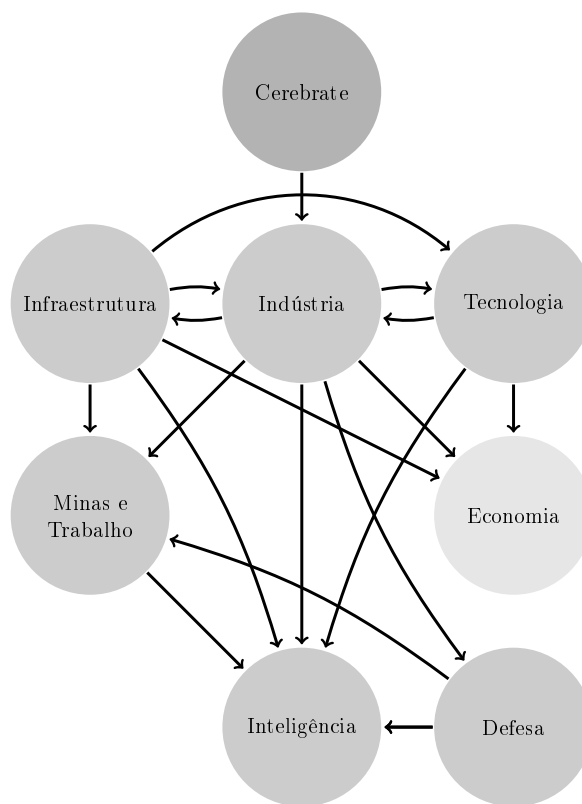 Cerebrate
Infraestrutura
Indústria
Tecnologia
Minas e
Trabalho
Economia
Inteligência
Defesa